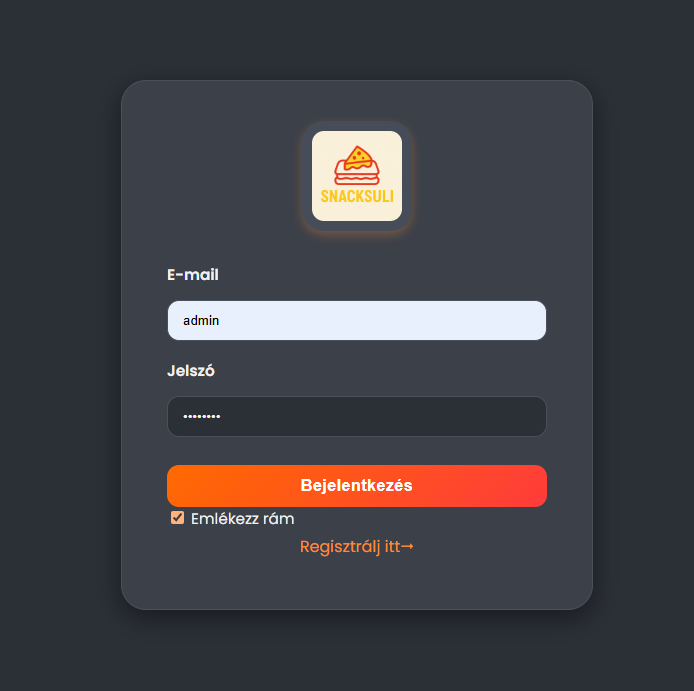 SNACKSULI
E-mail
admin
Jelszó
••••••••
Bejelentkezés
Emlékezz rám
Regisztrálj itt→